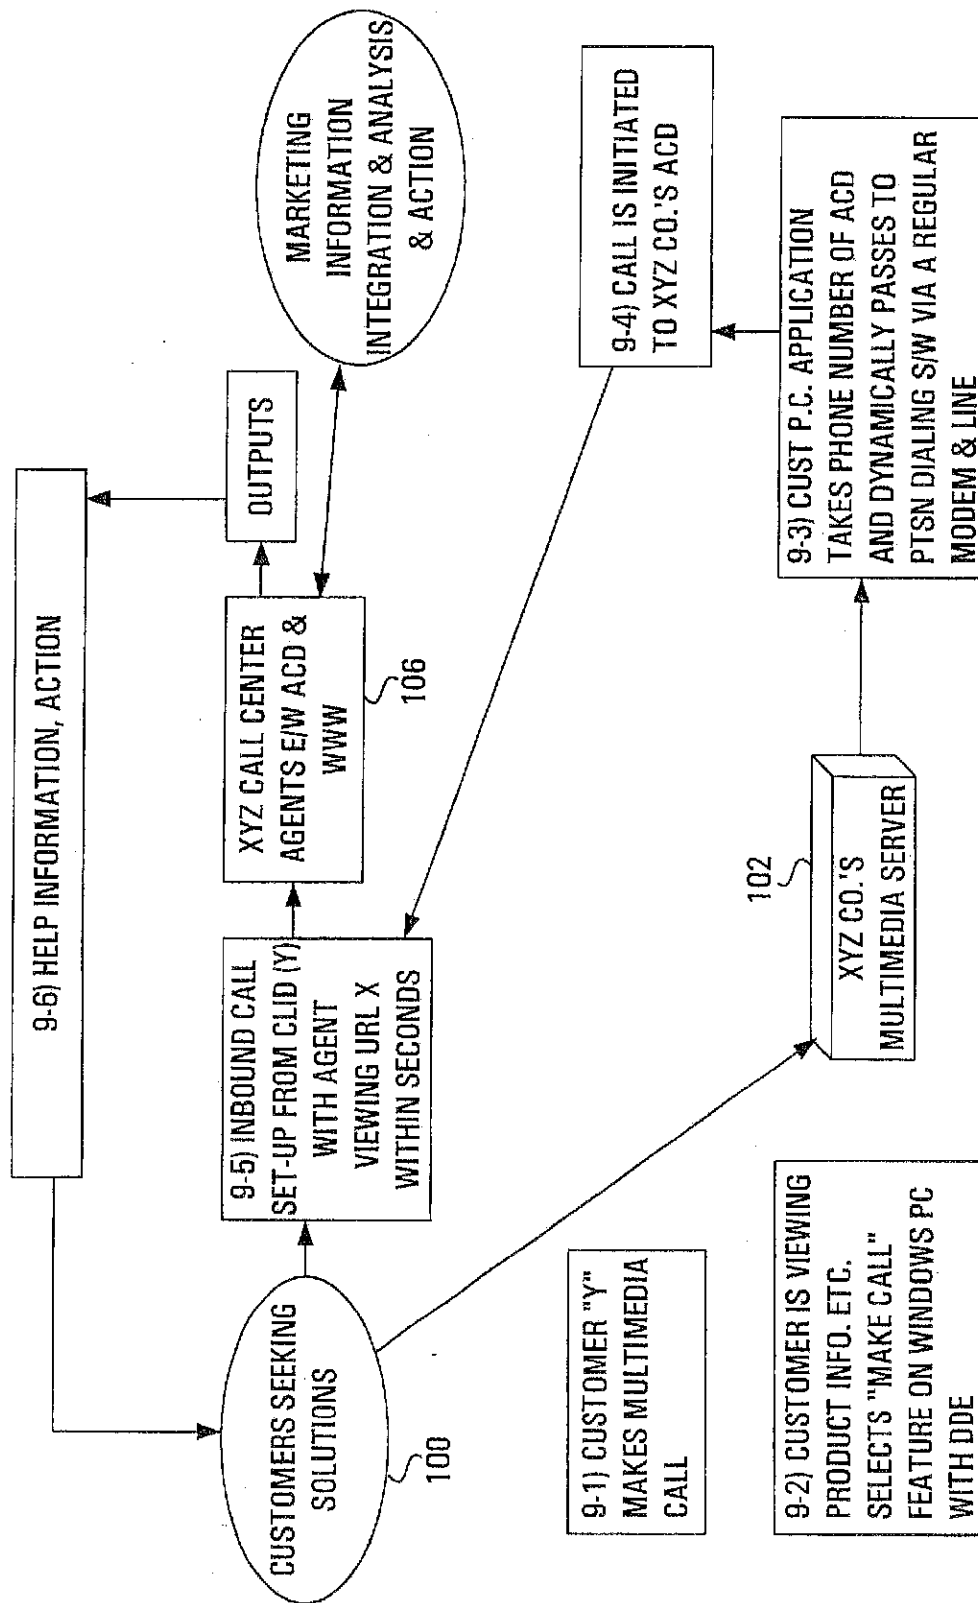 9-6) HELP INFORMATION, ACTION
CUSTOMERS SEEKING
SOLUTIONS
100
9-5) INBOUND CALL
SET-UP FROM CLID (Y)
WITH AGENT
VIEWING URL X
WITHIN SECONDS
XYZ CALL CENTER
AGENTS E/W ACD &
WWW
106
OUTPUTS
MARKETING
INFORMATION
INTEGRATION & ANALYSIS
& ACTION
9-1) CUSTOMER "Y"
MAKES MULTIMEDIA
CALL
9-4) CALL IS INITIATED
TO XYZ CO.'S ACD
9-2) CUSTOMER IS VIEWING
PRODUCT INFO. ETC.
SELECTS "MAKE CALL"
FEATURE ON WINDOWS PC
WITH DDE
102
XYZ CO.'S
MULTIMEDIA SERVER
9-3) CUST P.C. APPLICATION
TAKES PHONE NUMBER OF ACD
AND DYNAMICALLY PASSES TO
PTSN DIALING S/W VIA A REGULAR
MODEM & LINE